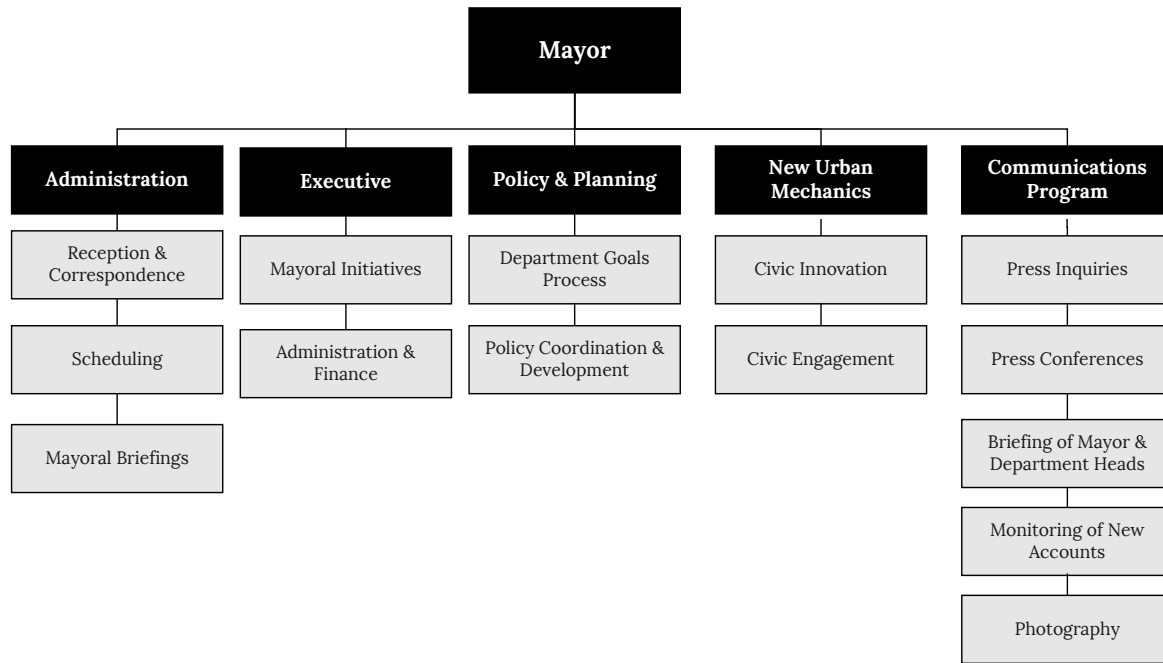 Mayor
Administration
Reception &
Correspondence
Scheduling
Mayoral Briefings
Executive
Mayoral Initiatives
Administration &
Finance
Policy & Planning
Department Goals
Process
Policy Coordination &
Development
New Urban
Mechanics
Civic Innovation
Civic Engagement
Communications
Program
Press Inquiries
Press Conferences
Briefing of Mayor &
Department Heads
Monitoring of New
Accounts
Photography